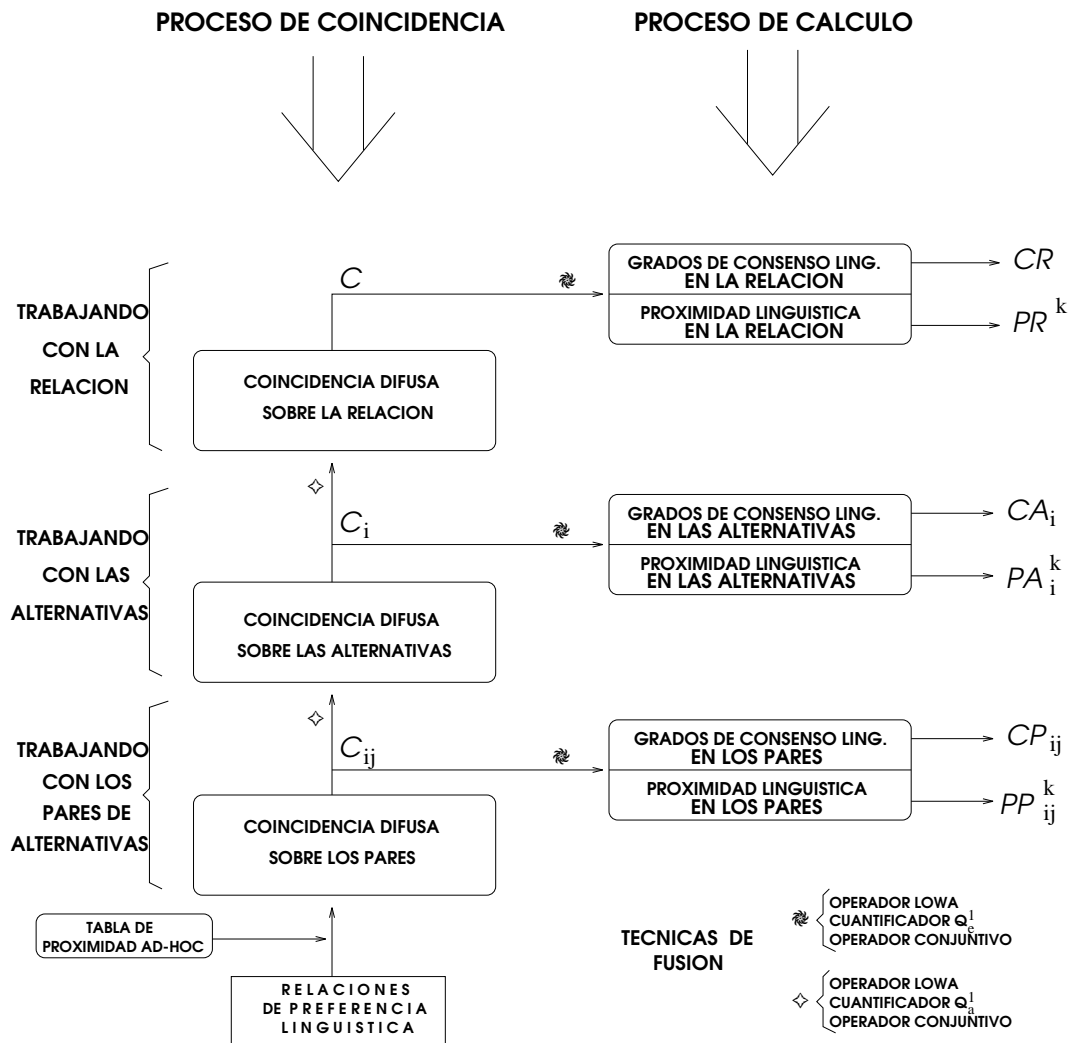 PROCESO DE COINCIDENCIA
PROCESO DE CALCULO
TRABAJANDO
CON LA
RELACION
C
COINCIDENCIA DIFUSA
SOBRE LA RELACION
GRADOS DE CONSENSO LING.
EN LA RELACION
PROXIMIDAD LINGUISTICA
EN LA RELACION
CR
PR k
TRABAJANDO
CON LAS
ALTERNATIVAS
C i
COINCIDENCIA DIFUSA
SOBRE LAS ALTERNATIVAS
GRADOS DE CONSENSO LING.
EN LAS ALTERNATIVAS
PROXIMIDAD LINGUISTICA
EN LAS ALTERNATIVAS
CA i
PA i k
TRABAJANDO
CON LOS
PARES DE
ALTERNATIVAS
C ij
COINCIDENCIA DIFUSA
SOBRE LOS PARES
GRADOS DE CONSENSO LING.
EN LOS PARES
PROXIMIDAD LINGUISTICA
EN LOS PARES
CP ij
PP ij k
TABLA DE
PROXIMIDAD AD-HOC
RELACIONES
DE PREFERENCIA
LINGUISTICA
TECNICAS DE
FUSION
OPERADOR LOWA
CUANTIFICADOR Q e 1
OPERADOR CONJUNTIVO
OPERADOR LOWA
CUANTIFICADOR Q a 1
OPERADOR CONJUNTIVO